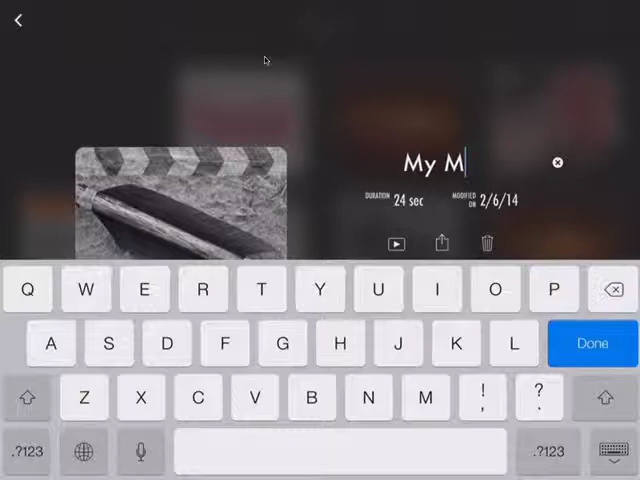 My M
DURATION 24 sec MODIFIED ON 2/6/14
Q W E R T Y U I O P
A S D F G H J K L Done
Z X C V B N M ! , ? .
.?123 .?123